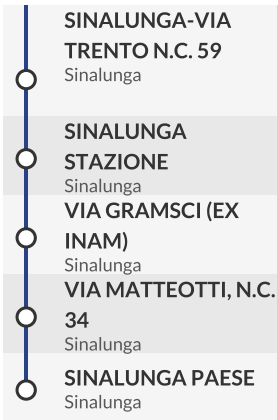 SINALUNGA-VIA
TRENTO N.C. 59
Sinalunga
SINALUNGA
STAZIONE
Sinalunga
VIA GRAMSCI (EX
INAM)
Sinalunga
VIA MATTEOTTI, N.C.
34
Sinalunga
SINALUNGA PAESE
Sinalunga